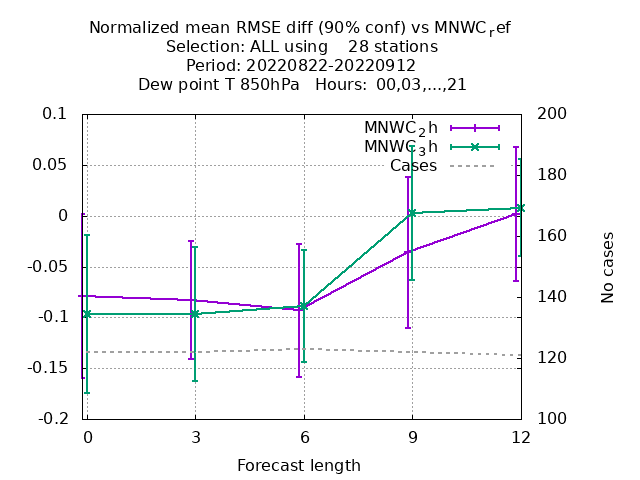 Normalized mean RMSE diff (90% conf) vs MNWC_ref
Selection: ALL using    28 stations
Period: 20220822-20220912
Dew point T 850hPa   Hours: 00,03,...,21
MNWC_2h
MNWC_3h
Cases
0.1
0.05
0
-0.05
-0.1
-0.15
-0.2
200
180
160
140
120
100
No cases
0 3 6 9 12
Forecast length